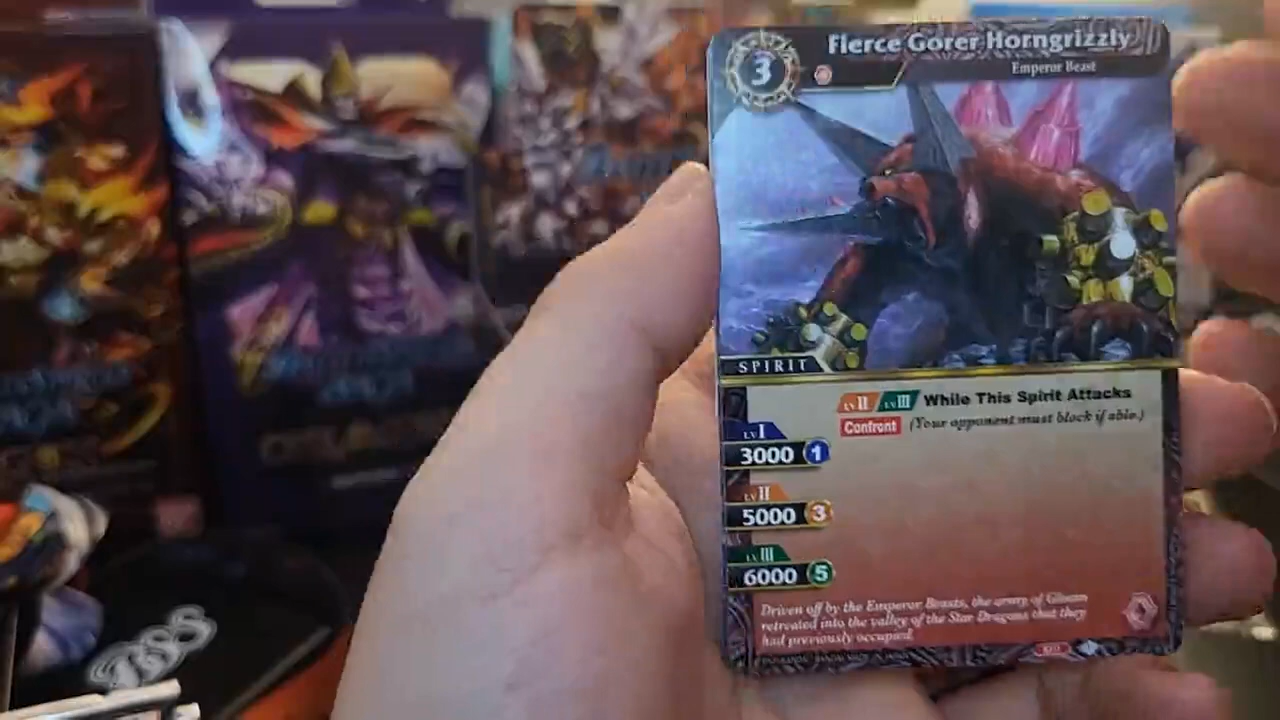 Fierce Gorer Horngrizzly
3
Emperor Beast
SPIRIT
LV II LV III While This Spirit Attacks
Confront (Your opponent must block if able.)
LV I
3000 1
LV II
5000 3
LV III
6000 5
Driven off by the Emperor Beasts, the army of Gloom
retreated into the valley of the Star Dragons that they
had previously occupied.